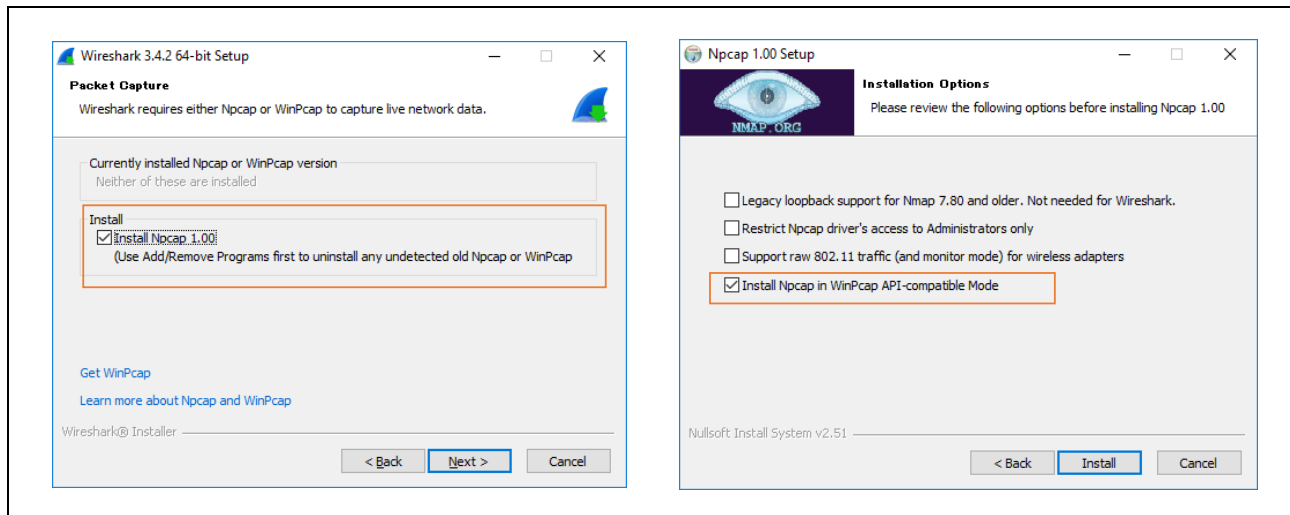 Wireshark 3.4.2 64-bit Setup
Packet Capture
Wireshark requires either Npcap or WinPcap to capture live network data.
Currently installed Npcap or WinPcap version
Neither of these are installed
Install
Install Npcap 1.00
(Use Add/Remove Programs first to uninstall any undetected old Npcap or WinPcap
Get WinPcap
Learn more about Npcap and WinPcap
Wireshark® Installer
< Back Next > Cancel
Npcap 1.00 Setup
NMAP.ORG
Installation Options
Please review the following options before installing Npcap 1.00
Legacy loopback support for Nmap 7.80 and older. Not needed for Wireshark.
Restrict Npcap driver's access to Administrators only
Support raw 802.11 traffic (and monitor mode) for wireless adapters
Install Npcap in WinPcap API-compatible Mode
Nullsoft Install System v2.51
< Back Install Cancel